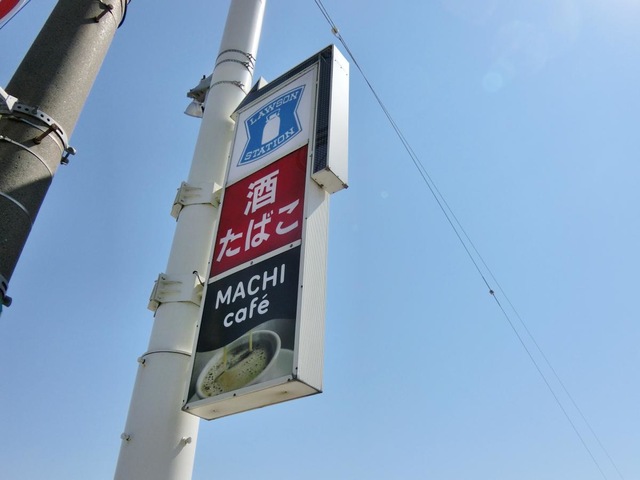 LAWSON
STATION
酒
たばこ
MACHI
café